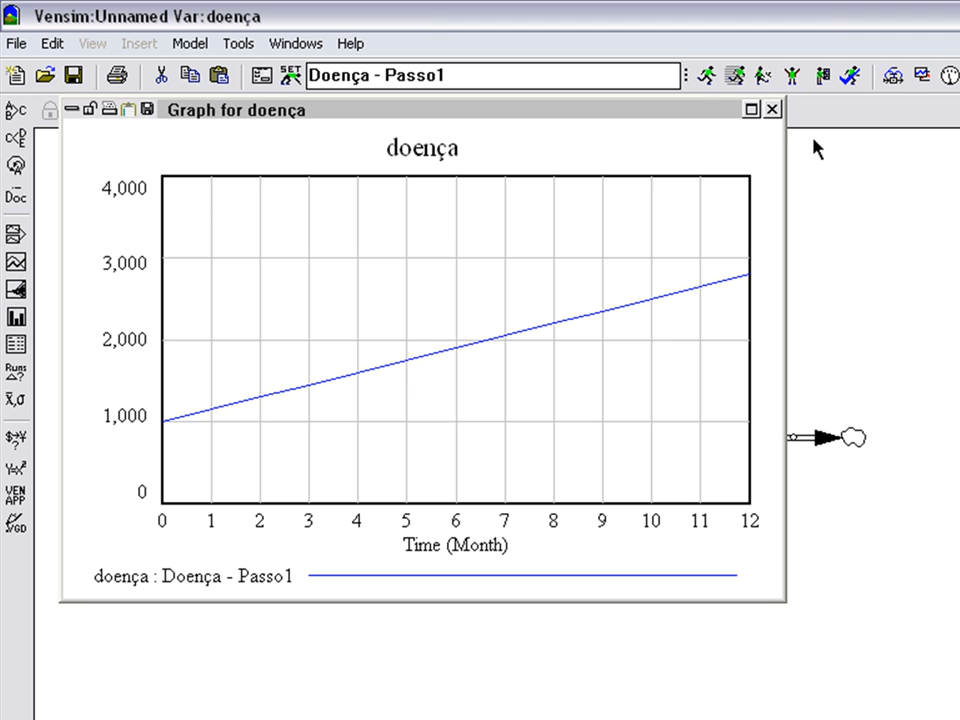 Vensim:Unnamed Var:doença
File Edit View Insert Model Tools Windows Help
SET Doença - Passo1
Graph for doença
doença
4,000
3,000
2,000
1,000
0
0 1 2 3 4 5 6 7 8 9 10 11 12
Time (Month)
doença : Doença - Passo1
Doc
Runs
Δ?
x̄,σ
VEN
APP